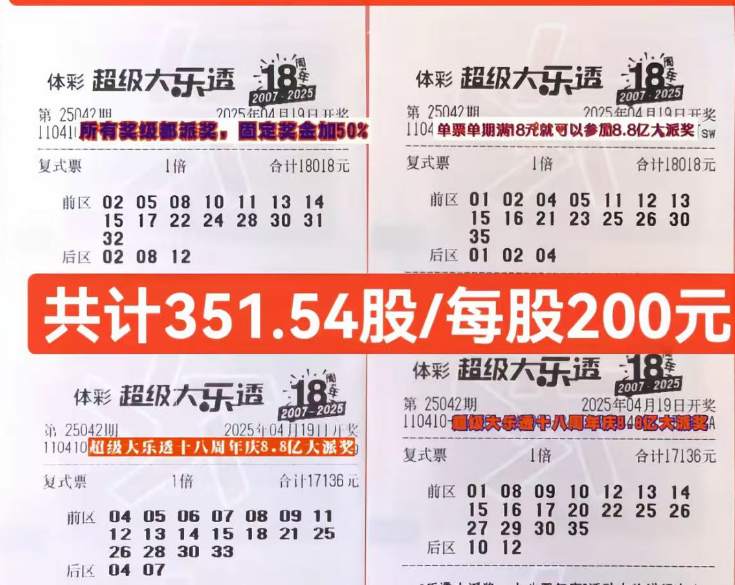 体彩 超级大乐透 18周年
2007-2025
第 25042期 2025年04月19日开奖
11041 所有奖级都派奖，固定奖金加50%
复式票 1倍 合计18018元
前区 02 05 08 10 11 13 14
15 17 22 24 28 30 31
32
后区 02 08 12
体彩 超级大乐透 18周年
2007-2025
第 25042期 2025年04月19日开奖
1104 单票单期满18元就可以参加8.8亿大派奖 sw
复式票 1倍 合计18018元
前区 01 02 04 05 11 12 13
15 16 21 23 25 26 30
35
后区 01 02 04
共计351.54股/每股200元
体彩 超级大乐透 18周年
2007-2025
第 25042期 2025年04月19日开奖
110410 超级大乐透十八周年庆8.8亿大派奖
复式票 1倍 合计17136元
前区 04 05 06 07 08 09 11
12 13 14 15 18 21 25
26 28 30 33
后区 04 07
体彩 超级大乐透 18周年
2007-2025
第 25042期 2025年04月19日开奖
110410 超级大乐透十八周年庆8.8亿大派奖 A
复式票 1倍 合计17136元
前区 01 08 09 10 12 13 14
15 16 17 20 22 25 26
27 29 30 35
后区 10 12